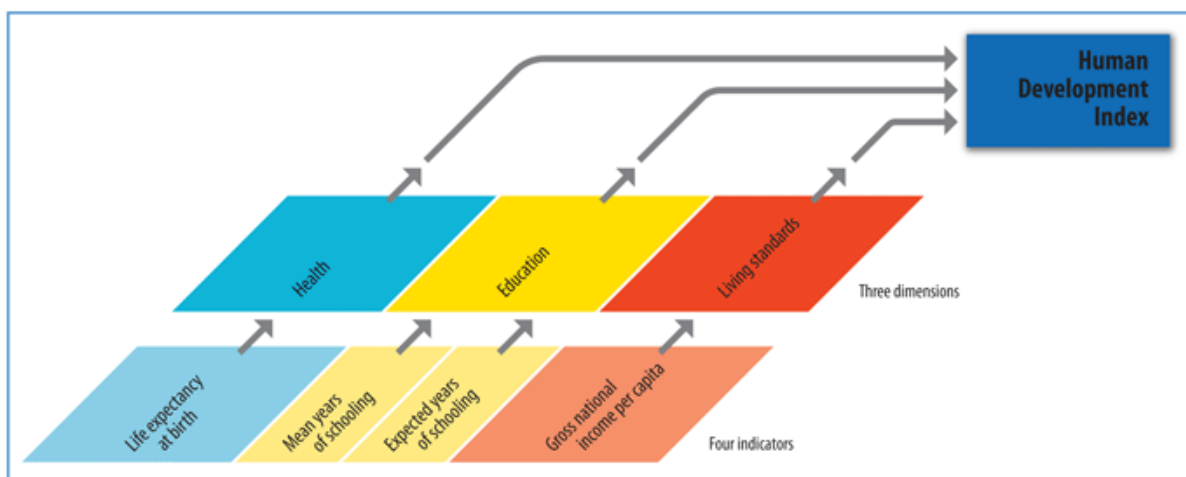 Human
Development
Index
Health
Education
Living standards
Three dimensions
Life expectancy
at birth
Mean years
of schooling
Expected years
of schooling
Gross national
income per capita
Four indicators